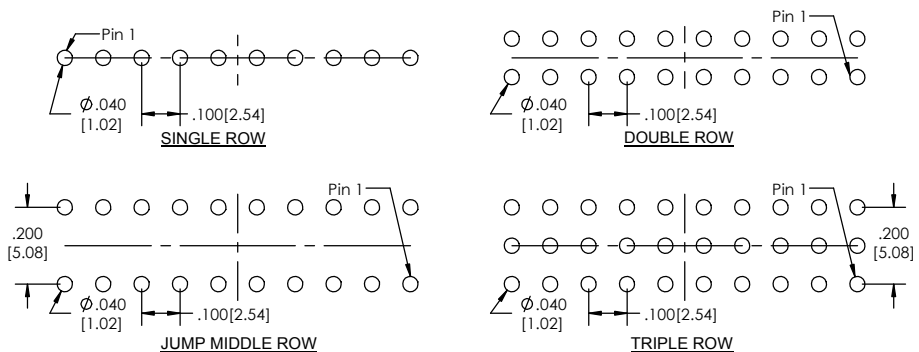 Pin 1
Ø.040
[1.02]
.100[2.54]
SINGLE ROW
Pin 1
Ø.040
[1.02]
.100[2.54]
DOUBLE ROW
Pin 1
.200
[5.08]
Ø.040
[1.02]
.100[2.54]
JUMP MIDDLE ROW
Pin 1
.200
[5.08]
Ø.040
[1.02]
.100[2.54]
TRIPLE ROW